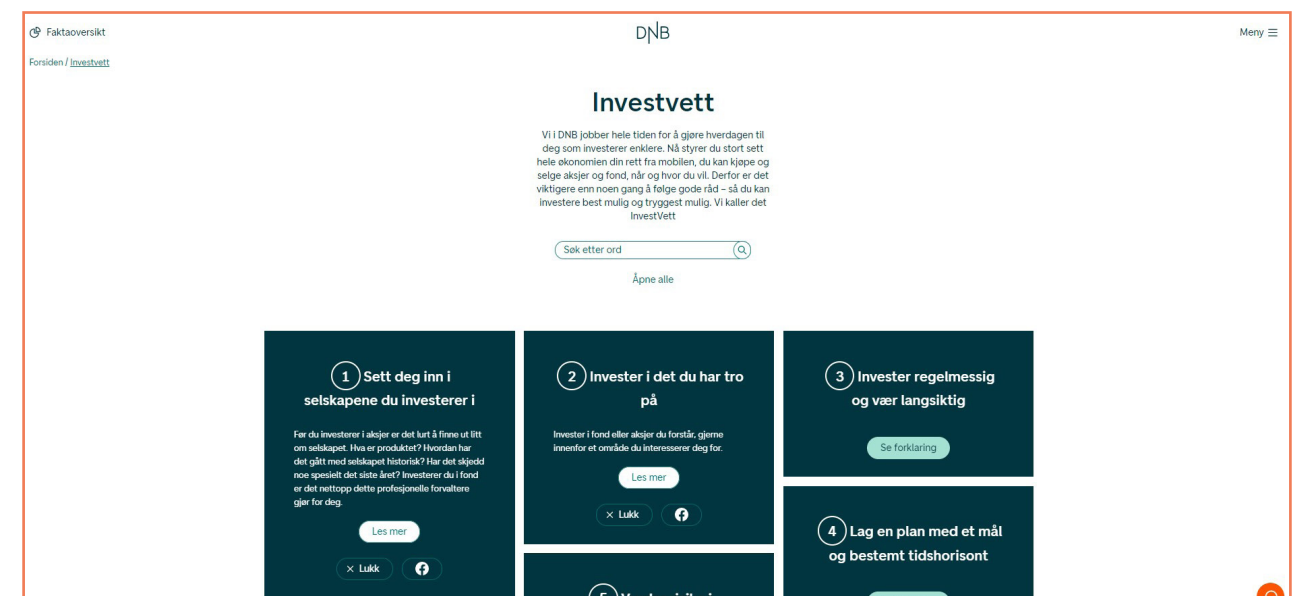 Faktaoversikt
DNB
Meny
Forsiden / Investvett
Investvett
Vi i DNB jobber hele tiden for å gjøre hverdagen til
deg som investerer enklere. Nå styrer du stort sett
hele økonomien din rett fra mobilen, du kan kjøpe og
selge aksjer og fond, når og hvor du vil. Derfor er det
viktigere enn noen gang å følge gode råd – så du kan
investere best mulig og tryggest mulig. Vi kaller det
InvestVett
Søk etter ord
Åpne alle
1 Sett deg inn i
selskapene du investerer i
Før du investerer i aksjer er det lurt å finne ut litt
om selskapet. Hva er produktet? Hvordan har
det gått med selskapet historisk? Har det skjedd
noe spesielt det siste året? Investerer du i fond
er det nettopp dette profesjonelle forvaltere
gjør for deg.
Les mer
× Lukk
2 Invester i det du har tro
på
Invester i fond eller aksjer du forstår, gjerne
innenfor et område du interesserer deg for.
Les mer
× Lukk
3 Invester regelmessig
og vær langsiktig
Se forklaring
4 Lag en plan med et mål
og bestemt tidshorisont